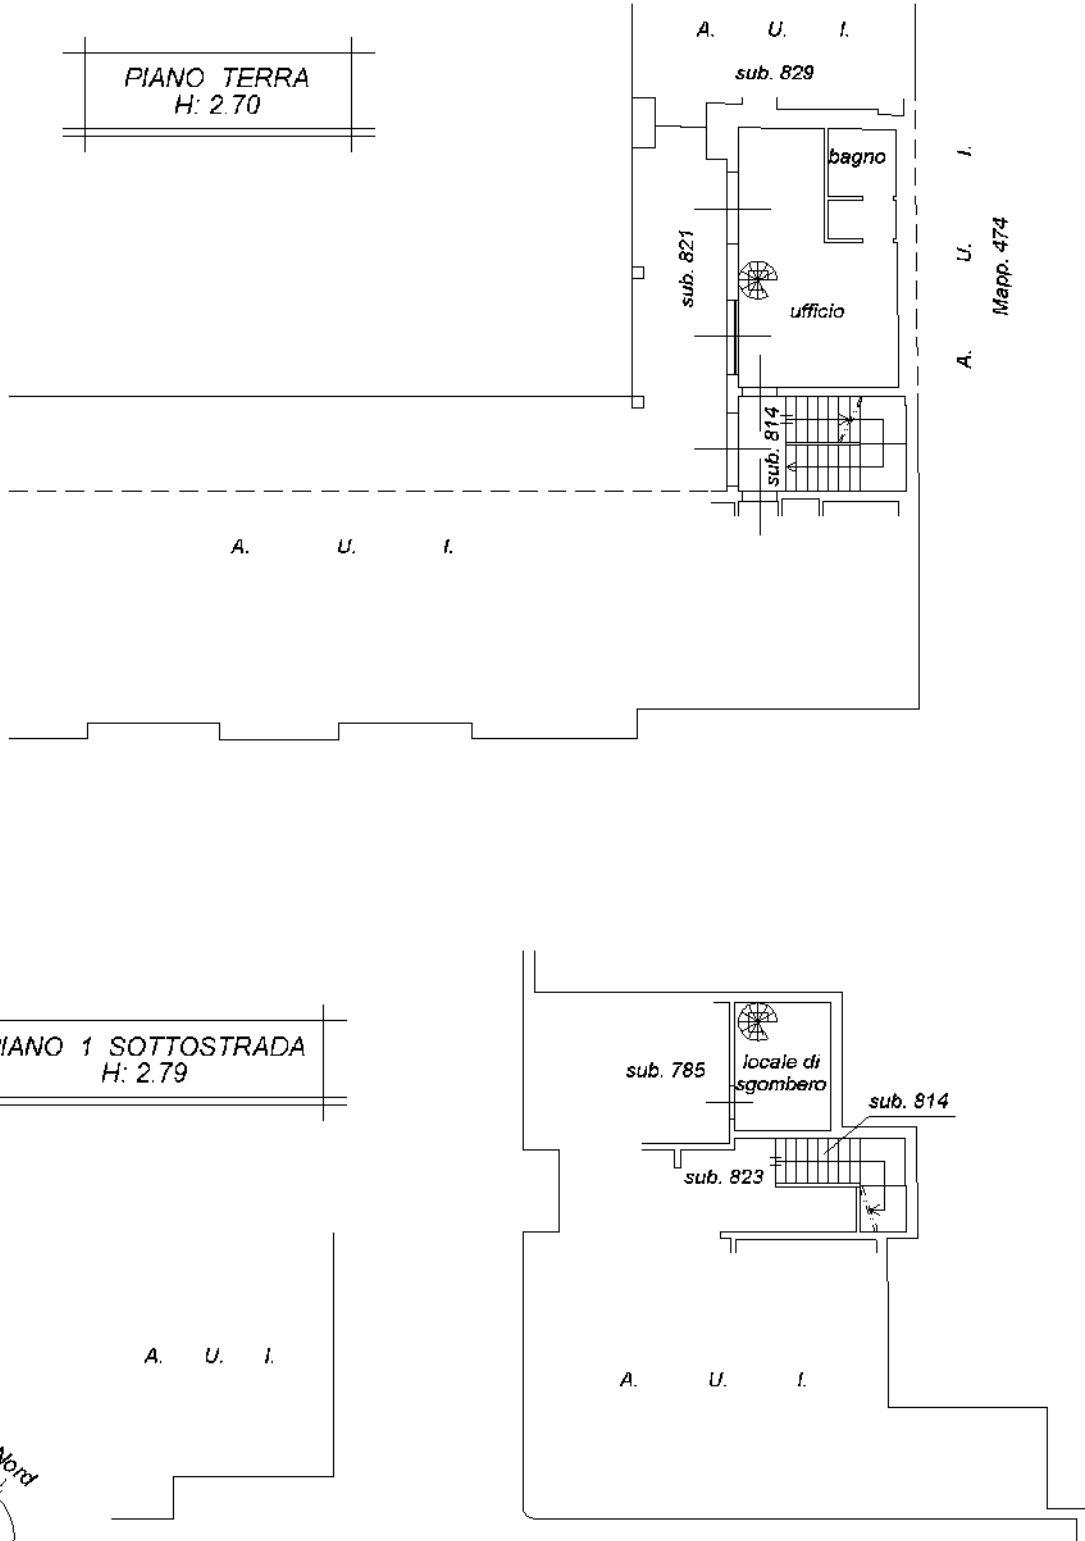 PIANO TERRA
H: 2.70
A. U. I.
sub. 829
bagno
A. U. I.
Mapp. 474
sub. 821
ufficio
sub. 814
A. U. I.
IANO 1 SOTTOSTRADA
H: 2.79
locale di
sgombero
sub. 785
sub. 814
sub. 823
A. U. I.
A. U. I.
Nord